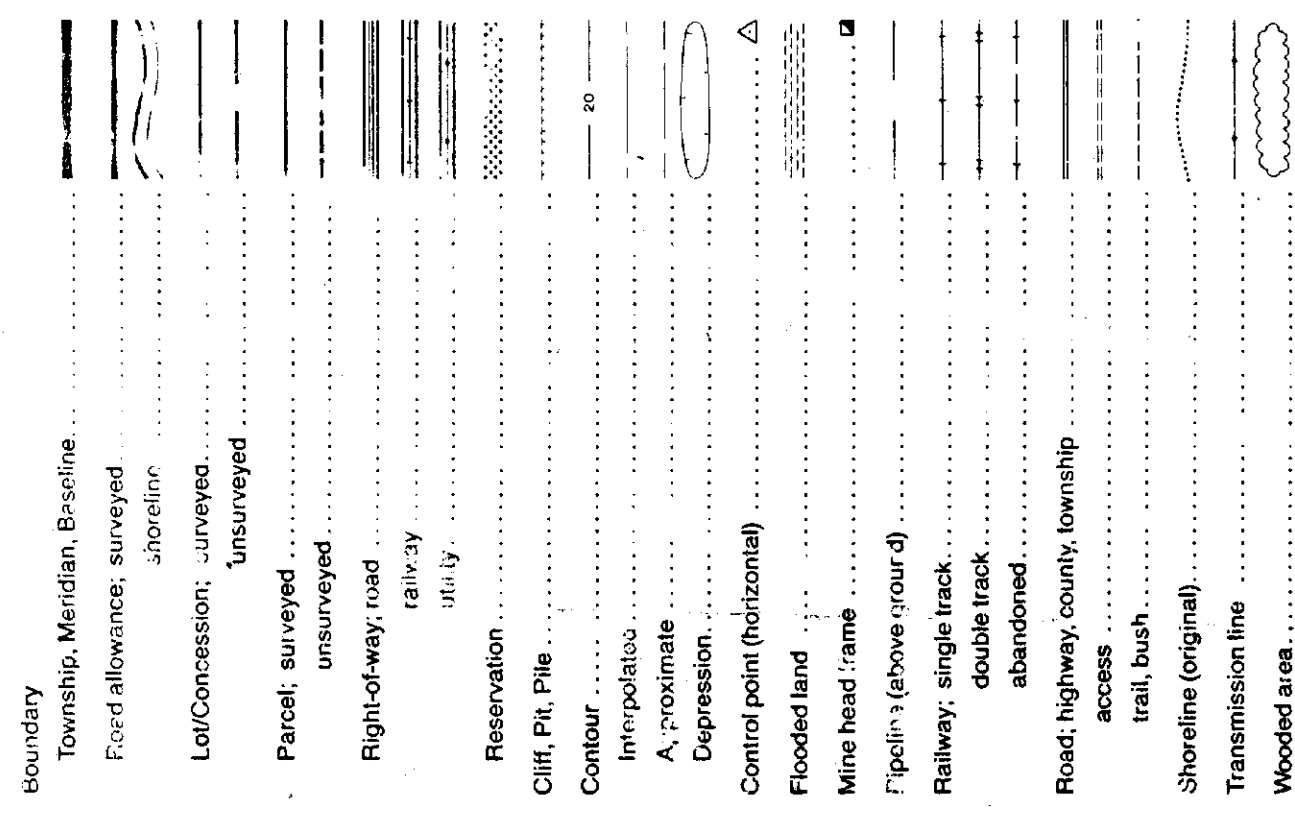 Boundary
Township, Meridian, Baseline
Road allowance; surveyed
shoreline
Lot/Concession; surveyed
unsurveyed
Parcel; surveyed
unsurveyed
Right-of-way; road
railway
utility
Reservation
Cliff, Pit, Pile
Contour
20
Interpolated
Approximate
Depression
Control point (horizontal)
Flooded land
Mine head frame
Pipeline (above ground)
Railway; single track
double track
abandoned
Road; highway, county, township
access
trail, bush
Shoreline (original)
Transmission line
Wooded area